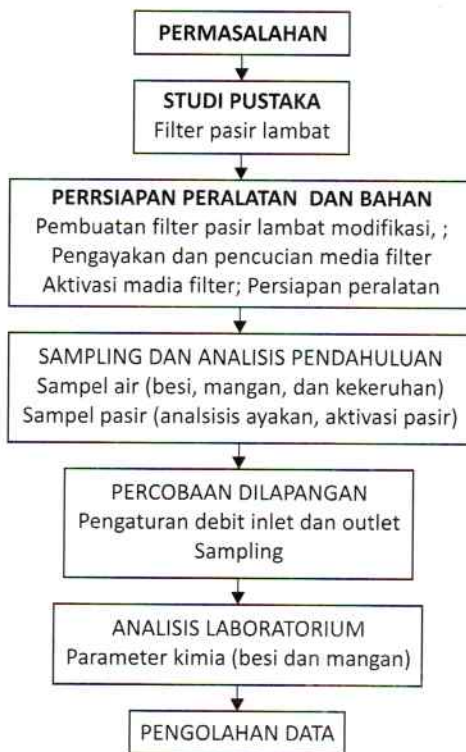 PERMASALAHAN
STUDI PUSTAKA
Filter pasir lambat
PERRSIAPAN PERALATAN DAN BAHAN
Pembuatan filter pasir lambat modifikasi, ;
Pengayakan dan pencucian media filter
Aktivasi madia filter; Persiapan peralatan
SAMPLING DAN ANALISIS PENDAHULUAN
Sampel air (besi, mangan, dan kekeruhan)
Sampel pasir (analsisis ayakan, aktivasi pasir)
PERCOBAAN DILAPANGAN
Pengaturan debit inlet dan outlet
Sampling
ANALISIS LABORATORIUM
Parameter kimia (besi dan mangan)
PENGOLAHAN DATA